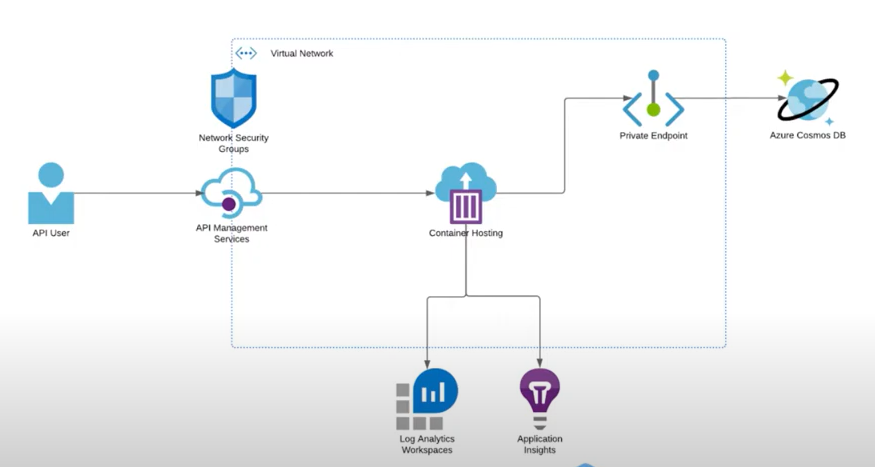 Virtual Network
Network Security
Groups
Private Endpoint
Azure Cosmos DB
API User
API Management
Services
Container Hosting
Log Analytics
Workspaces
Application
Insights